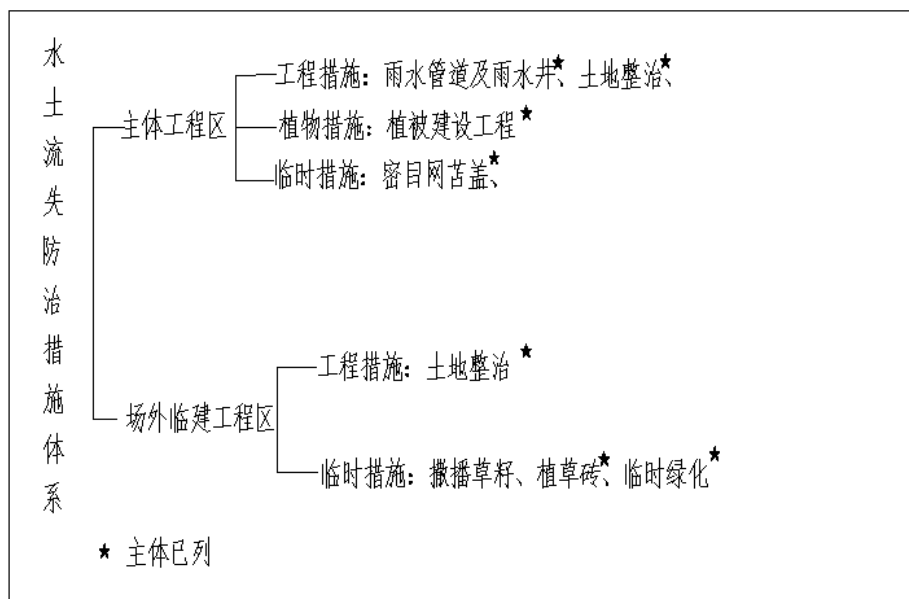 水土流失防治措施体系
主体工程区
工程措施：雨水管道及雨水井★、土地整治★、
植物措施：植被建设工程★
临时措施：密目网苫盖★、
场外临建工程区
工程措施：土地整治★
临时措施：撒播草籽、植草砖★、临时绿化★
★ 主体已列